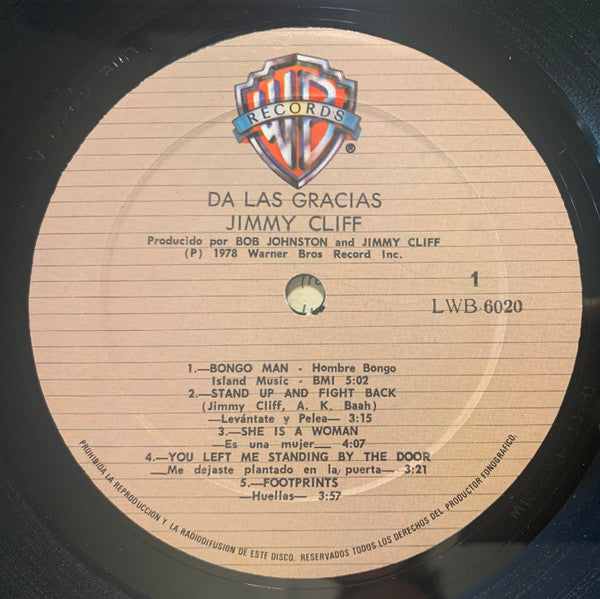 WB
RECORDS
®
DA LAS GRACIAS
JIMMY CLIFF
Producido por BOB JOHNSTON and JIMMY CLIFF
(P) 1978 Warner Bros Record Inc.
1
LWB 6020
1.—BONGO MAN - Hombre Bongo
Island Music - BMI 5:02
2.—STAND UP AND FIGHT BACK
(Jimmy Cliff, A. K. Baah)
—Levántate y Pelea— 3:15
3.—SHE IS A WOMAN
—Es una mujer— 4:07
4.—YOU LEFT ME STANDING BY THE DOOR
—Me dejaste plantado en la puerta— 3:21
5.—FOOTPRINTS
—Huellas— 3:57
PROHIBIDA LA REPRODUCCION Y LA RADIODIFUSION DE ESTE DISCO. RESERVADOS TODOS LOS DERECHOS DEL PRODUCTOR FONOGRAFICO.